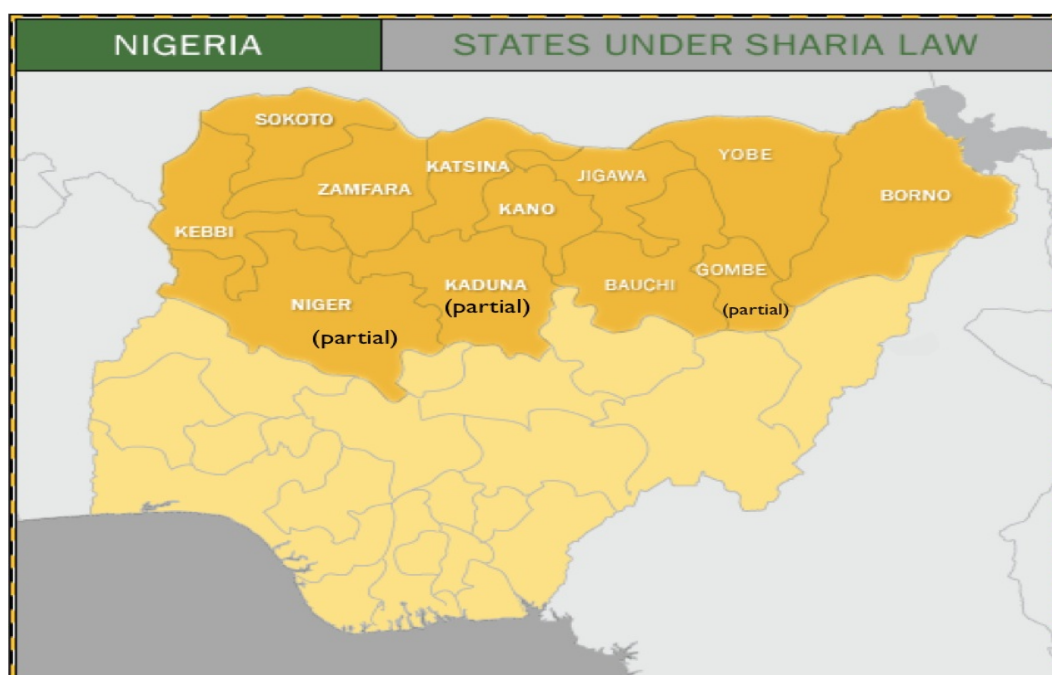 NIGERIA
STATES UNDER SHARIA LAW
SOKOTO
KATSINA
YOBE
JIGAWA
ZAMFARA
BORNO
KANO
KEBBI
GOMBE
KADUNA
BAUCHI
NIGER
(partial)
(partial)
(partial)